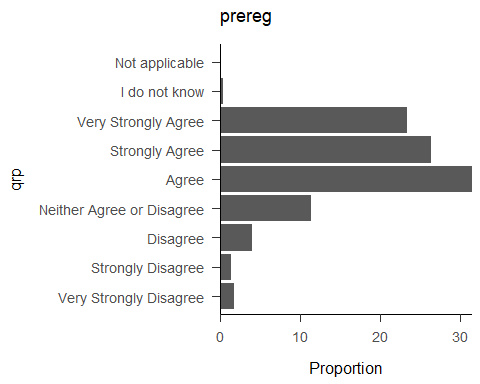 prereg
Not applicable
I do not know
Very Strongly Agree
Strongly Agree
Agree
Neither Agree or Disagree
Disagree
Strongly Disagree
Very Strongly Disagree
qrp
0 10 20 30
Proportion